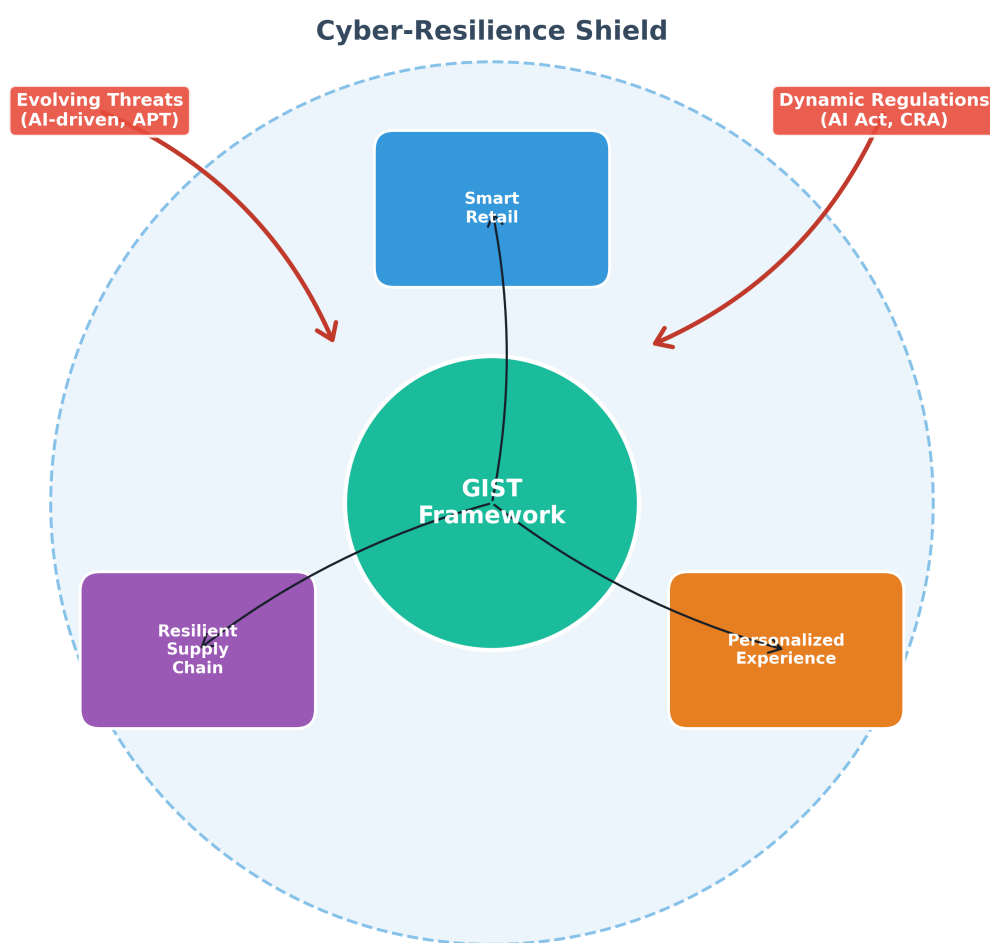 Cyber-Resilience Shield
Evolving Threats
(AI-driven, APT)
Dynamic Regulations
(AI Act, CRA)
Smart
Retail
GIST
Framework
Resilient
Supply
Chain
Personalized
Experience